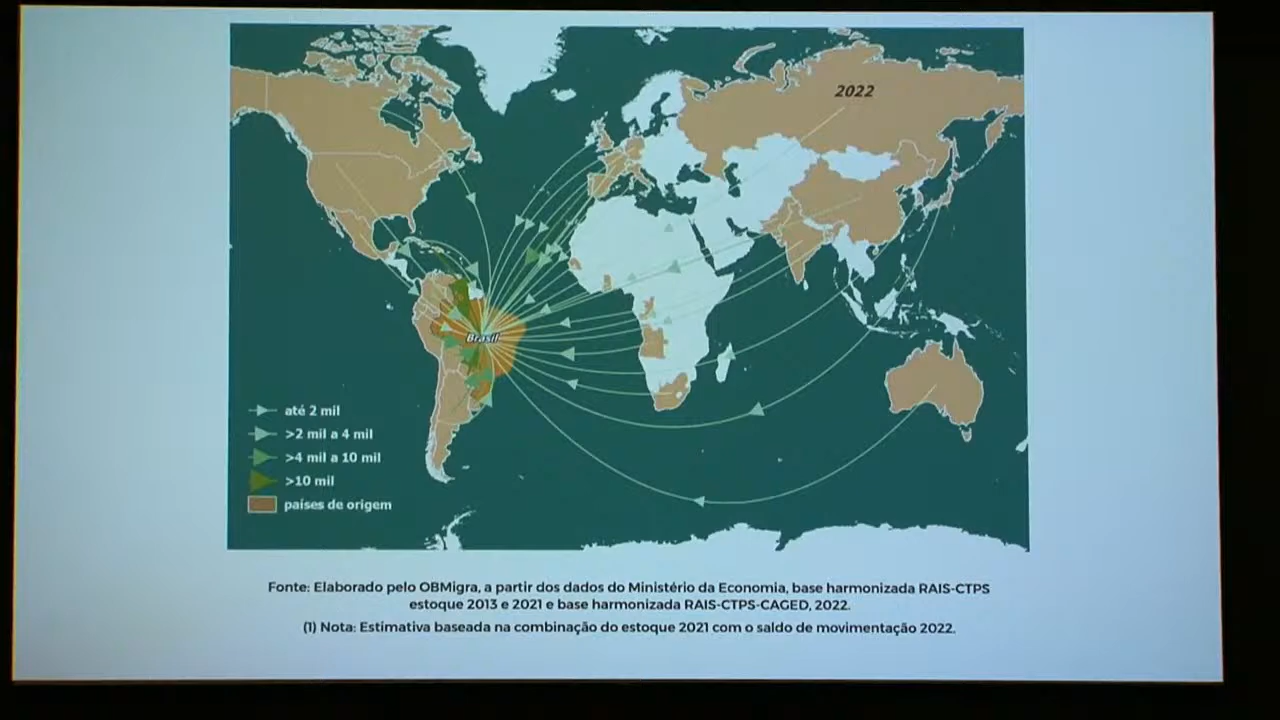 2022
Brasil
até 2 mil
>2 mil a 4 mil
>4 mil a 10 mil
>10 mil
países de origem
Fonte: Elaborado pelo OBMigra, a partir dos dados do Ministério da Economia, base harmonizada RAIS-CTPS
estoque 2013 e 2021 e base harmonizada RAIS-CTPS-CAGED, 2022.
(1) Nota: Estimativa baseada na combinação do estoque 2021 com o saldo de movimentação 2022.